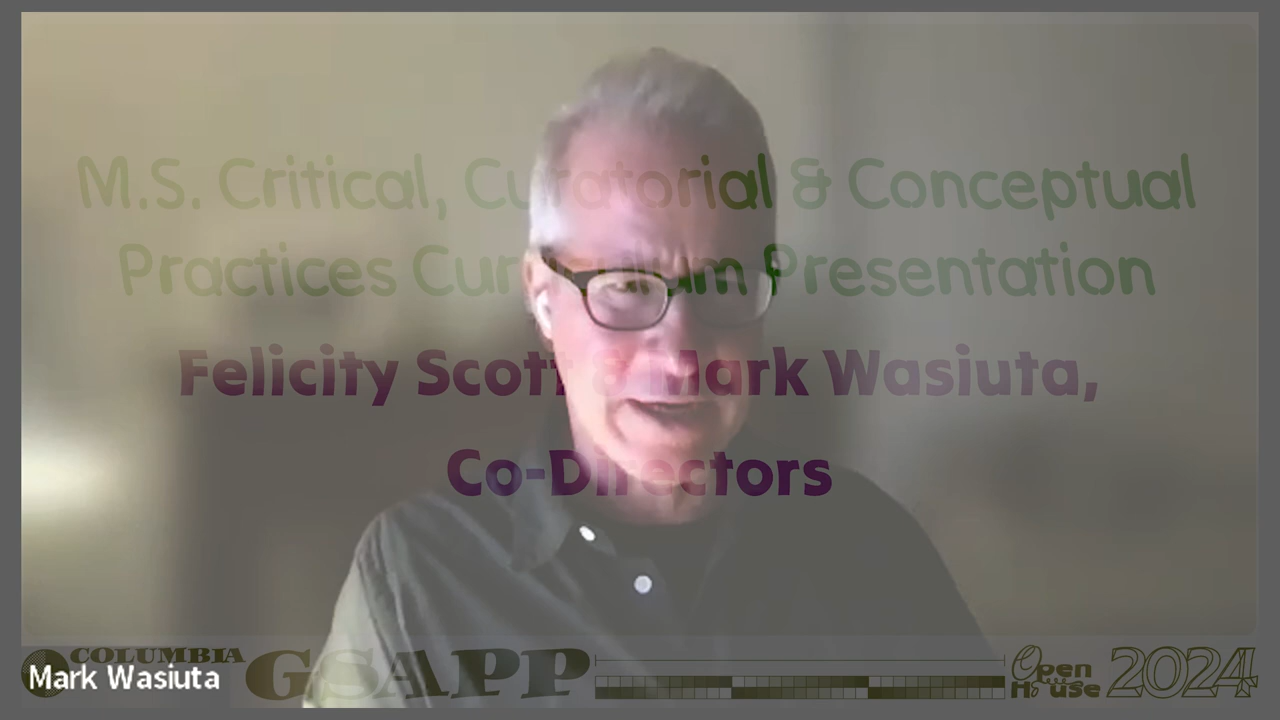 M.S. Critical, Curatorial & Conceptual
Practices Curriculum Presentation
Felicity Scott & Mark Wasiuta,
Co-Directors
COLUMBIA
GSAPP
Open
House
2024
Mark Wasiuta